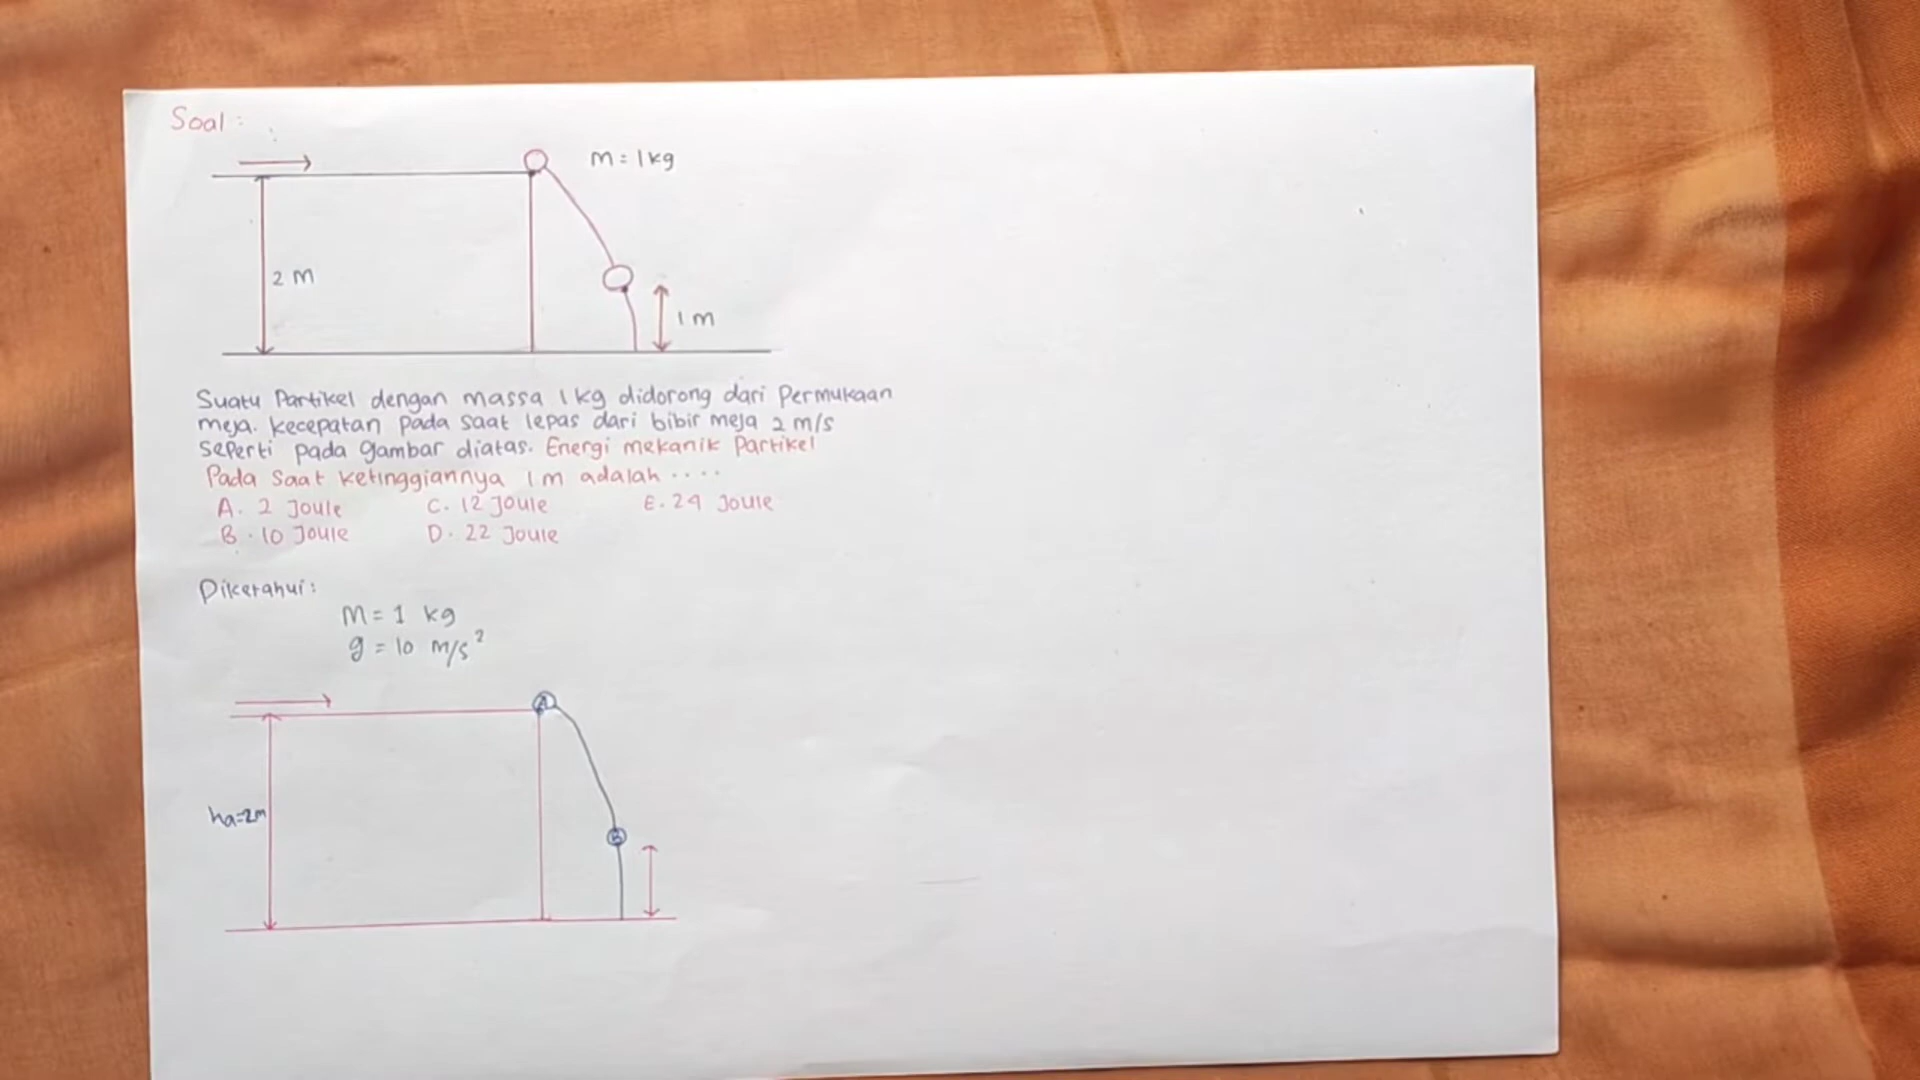 Soal :
m = 1 kg
2 m
1 m
Suatu Partikel dengan massa 1 kg didorong dari Permukaan
meja. kecepatan pada saat lepas dari bibir meja 2 m/s
seperti pada gambar diatas. Energi mekanik Partikel
Pada saat ketinggiannya 1 m adalah ....
A. 2 Joule C. 12 Joule E. 24 Joule
B. 10 Joule D. 22 Joule
Diketahui :
m = 1 kg
g = 10 m/s²
A
ha=2m
B